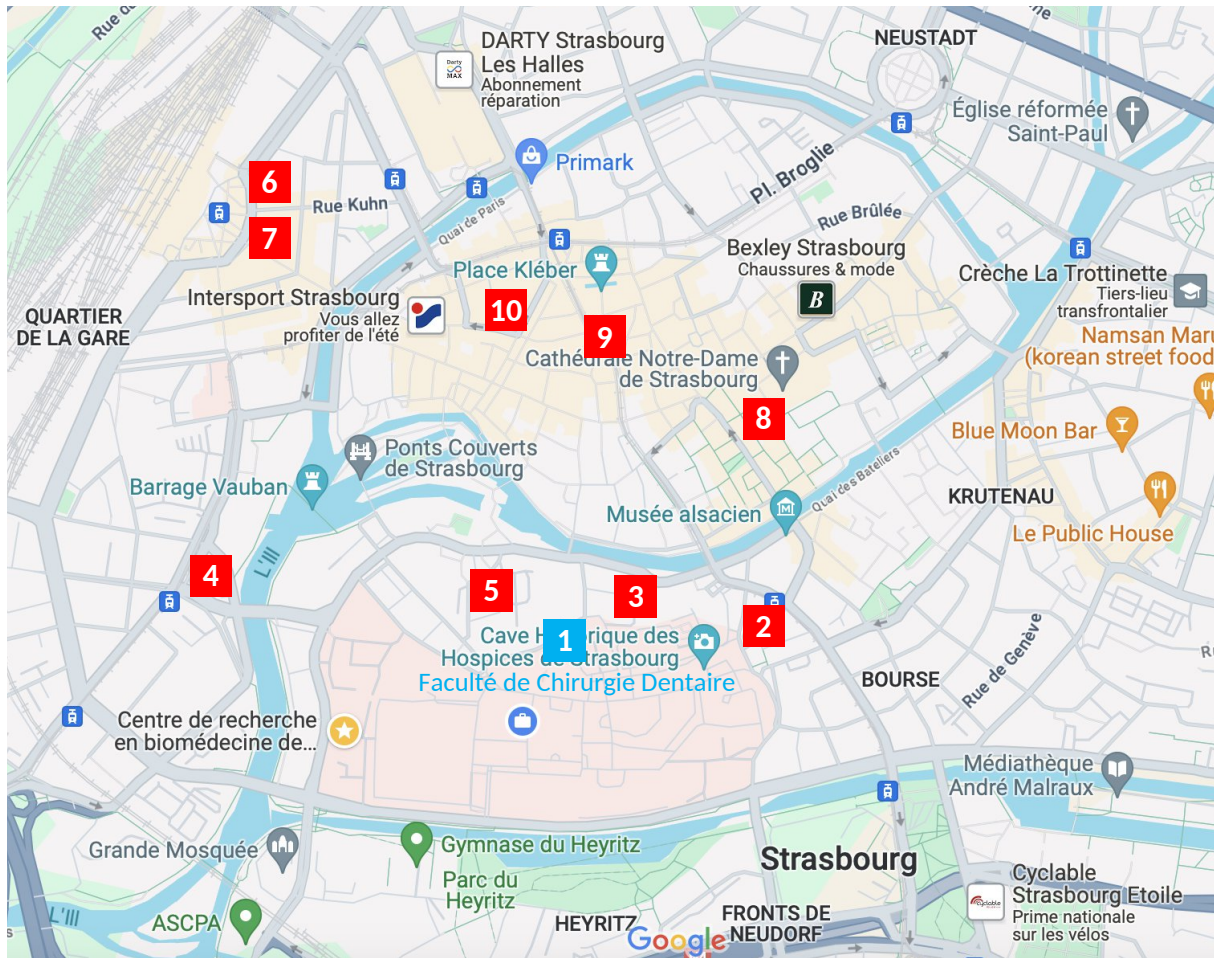 Rue de
ne
DARTY Strasbourg
Les Halles
Abonnement
réparation
Darty
MAX
NEUSTADT
Église réformée
Saint-Paul
Primark
Pl. Broglie
6
Rue Kuhn
Quai de Paris
Rue Brûlée
7
Bexley Strasbourg
Chaussures & mode
B
Place Kléber
Crèche La Trottinette
Tiers-lieu
transfrontalier
Intersport Strasbourg
Vous allez
profiter de l'été
10
QUARTIER
DE LA GARE
9
Namsan Maru
(korean street food
Cathédrale Notre-Dame
de Strasbourg
8
Blue Moon Bar
Ponts Couverts
de Strasbourg
Barrage Vauban
Quai des Bateliers
KRUTENAU
Musée alsacien
M
Le Public House
L'Ill
4
5
3
2
1
Cave H rique des
Hospices de Strasbourg
Faculté de Chirurgie Dentaire
Rue de Genève
R
BOURSE
Centre de recherche
en biomédecine de...
Médiathèque
André Malraux
Grande Mosquée
Gymnase du Heyritz
Parc du
Heyritz
Strasbourg
Cyclable
Strasbourg Etoile
Prime nationale
sur les vélos
cyclable
L'Ill
ASCPA
HEYRITZ
FRONTS DE
NEUDORF
Google
s